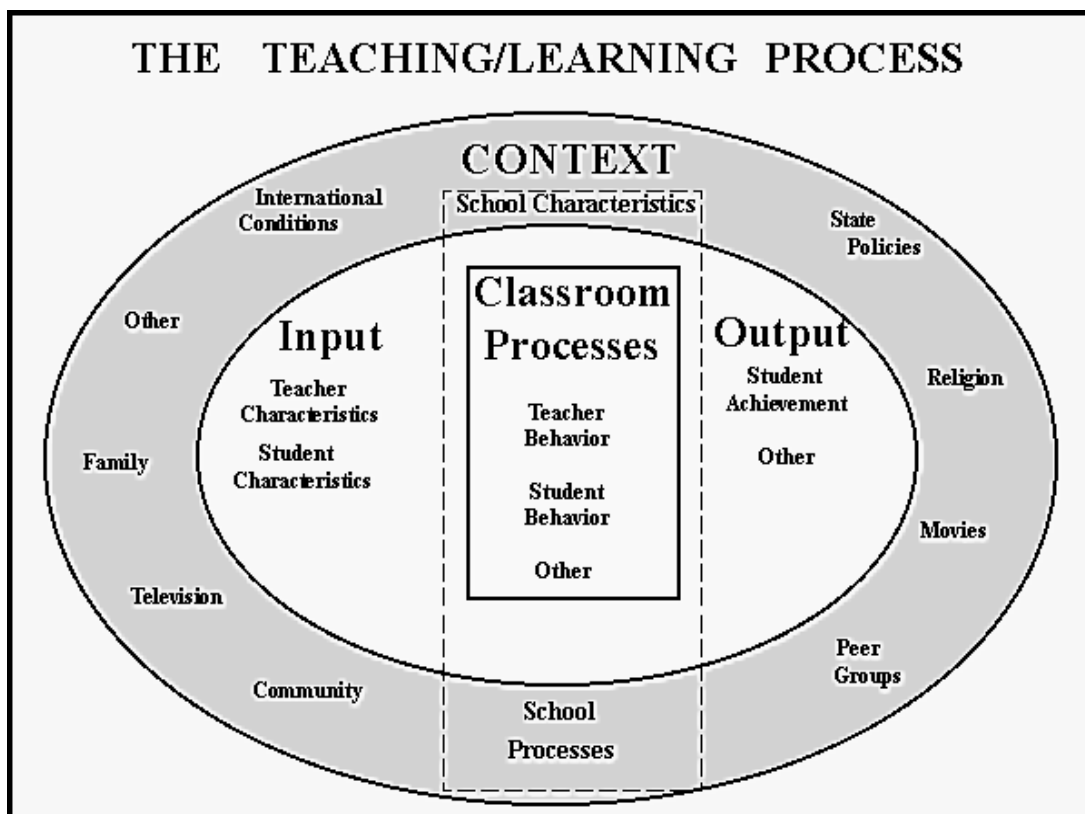 THE TEACHING/LEARNING PROCESS
CONTEXT
School Characteristics
International
Conditions
State
Policies
Other
Input
Teacher
Characteristics
Student
Characteristics
Classroom
Processes
Teacher
Behavior
Student
Behavior
Other
Output
Student
Achievement
Other
Religion
Family
Movies
Television
Peer
Groups
Community
School
Processes